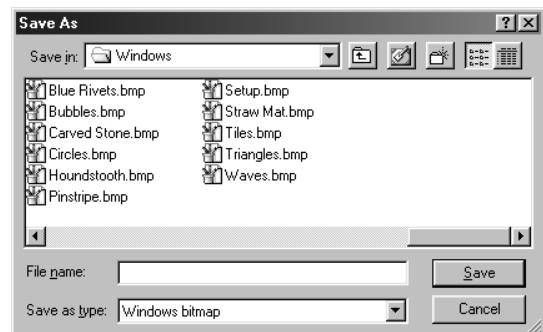 Save As
Save in: Windows
Blue Rivets.bmp
Bubbles.bmp
Carved Stone.bmp
Circles.bmp
Houndstooth.bmp
Pinstripe.bmp
Setup.bmp
Straw Mat.bmp
Tiles.bmp
Triangles.bmp
Waves.bmp
File name:
Save
Save as type: Windows bitmap
Cancel